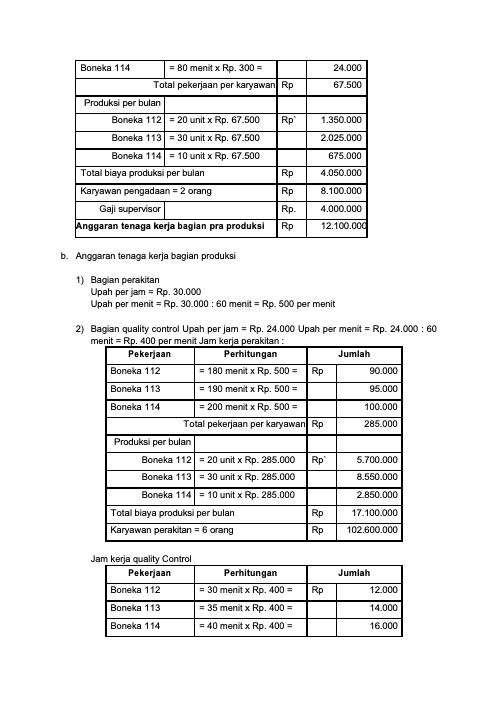 Boneka 114 = 80 menit x Rp. 300 = 24.000
Total pekerjaan per karyawan Rp 67.500
Produksi per bulan
Boneka 112 = 20 unit x Rp. 67.500 Rp` 1.350.000
Boneka 113 = 30 unit x Rp. 67.500 2.025.000
Boneka 114 = 10 unit x Rp. 67.500 675.000
Total biaya produksi per bulan Rp 4.050.000
Karyawan pengadaan = 2 orang Rp 8.100.000
Gaji supervisor Rp. 4.000.000
Anggaran tenaga kerja bagian pra produksi Rp 12.100.000
b. Anggaran tenaga kerja bagian produksi
1) Bagian perakitan
Upah per jam = Rp. 30.000
Upah per menit = Rp. 30.000 : 60 menit = Rp. 500 per menit
2) Bagian quality control Upah per jam = Rp. 24.000 Upah per menit = Rp. 24.000 : 60
menit = Rp. 400 per menit Jam kerja perakitan :
Pekerjaan Perhitungan Jumlah
Boneka 112 = 180 menit x Rp. 500 = Rp 90.000
Boneka 113 = 190 menit x Rp. 500 = 95.000
Boneka 114 = 200 menit x Rp. 500 = 100.000
Total pekerjaan per karyawan Rp 285.000
Produksi per bulan
Boneka 112 = 20 unit x Rp. 285.000 Rp` 5.700.000
Boneka 113 = 30 unit x Rp. 285.000 8.550.000
Boneka 114 = 10 unit x Rp. 285.000 2.850.000
Total biaya produksi per bulan Rp 17.100.000
Karyawan perakitan = 6 orang Rp 102.600.000
Jam kerja quality Control
Pekerjaan Perhitungan Jumlah
Boneka 112 = 30 menit x Rp. 400 = Rp 12.000
Boneka 113 = 35 menit x Rp. 400 = 14.000
Boneka 114 = 40 menit x Rp. 400 = 16.000